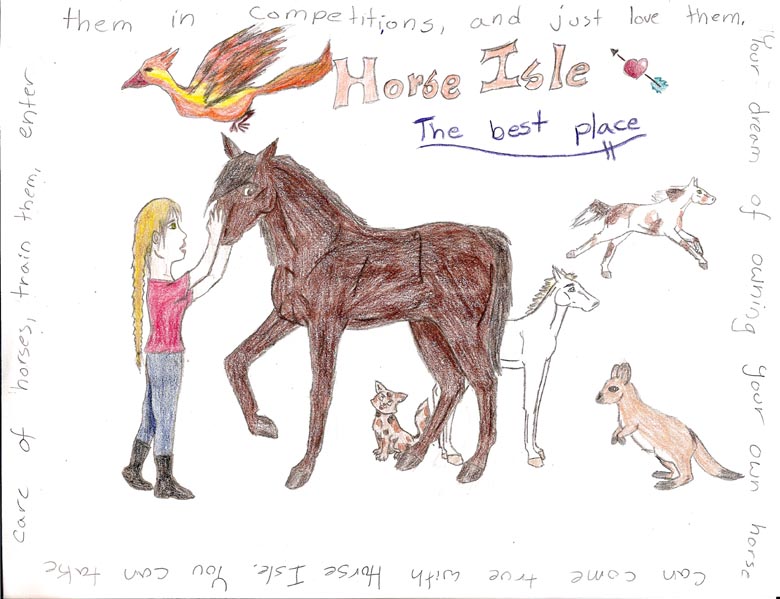 Horse Isle
The best place
Your dream of owning your own horse
can come true with Horse Isle. You can take
care of horses, train them, enter
them in competitions, and just love them.